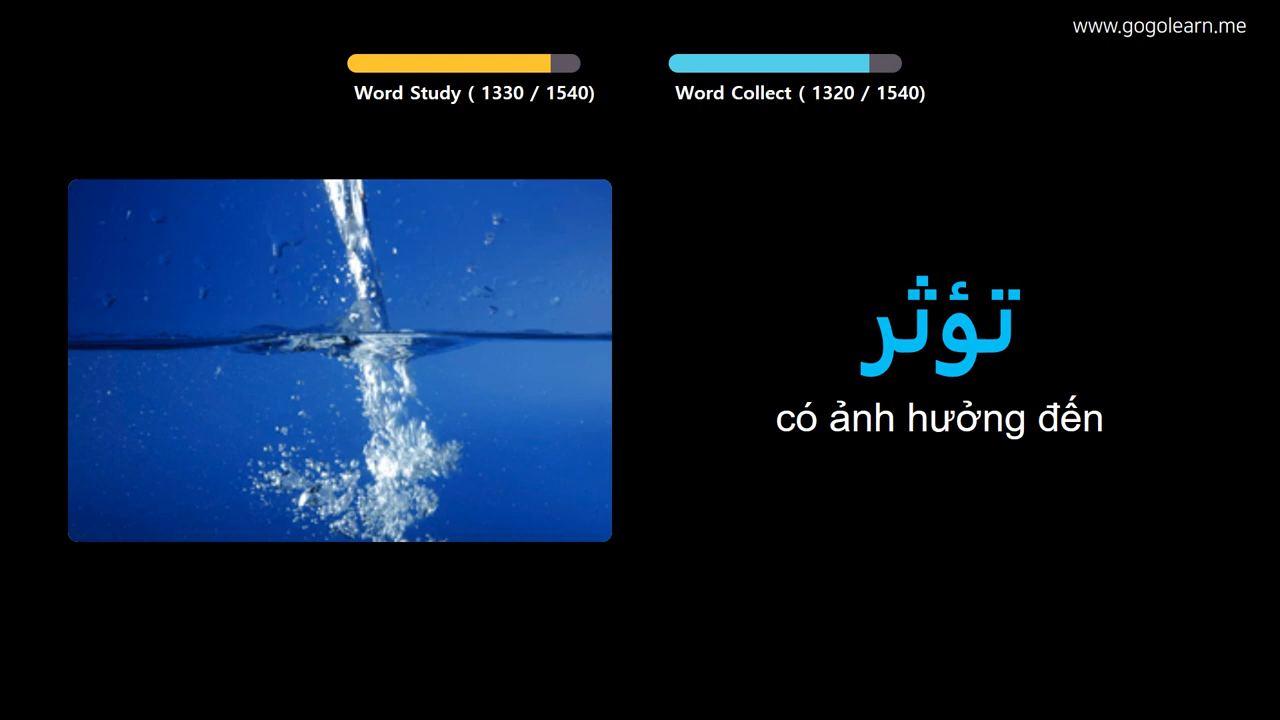 www.gogolearn.me
Word Study ( 1330 / 1540)
Word Collect ( 1320 / 1540)
تؤثر
có ảnh hưởng đến